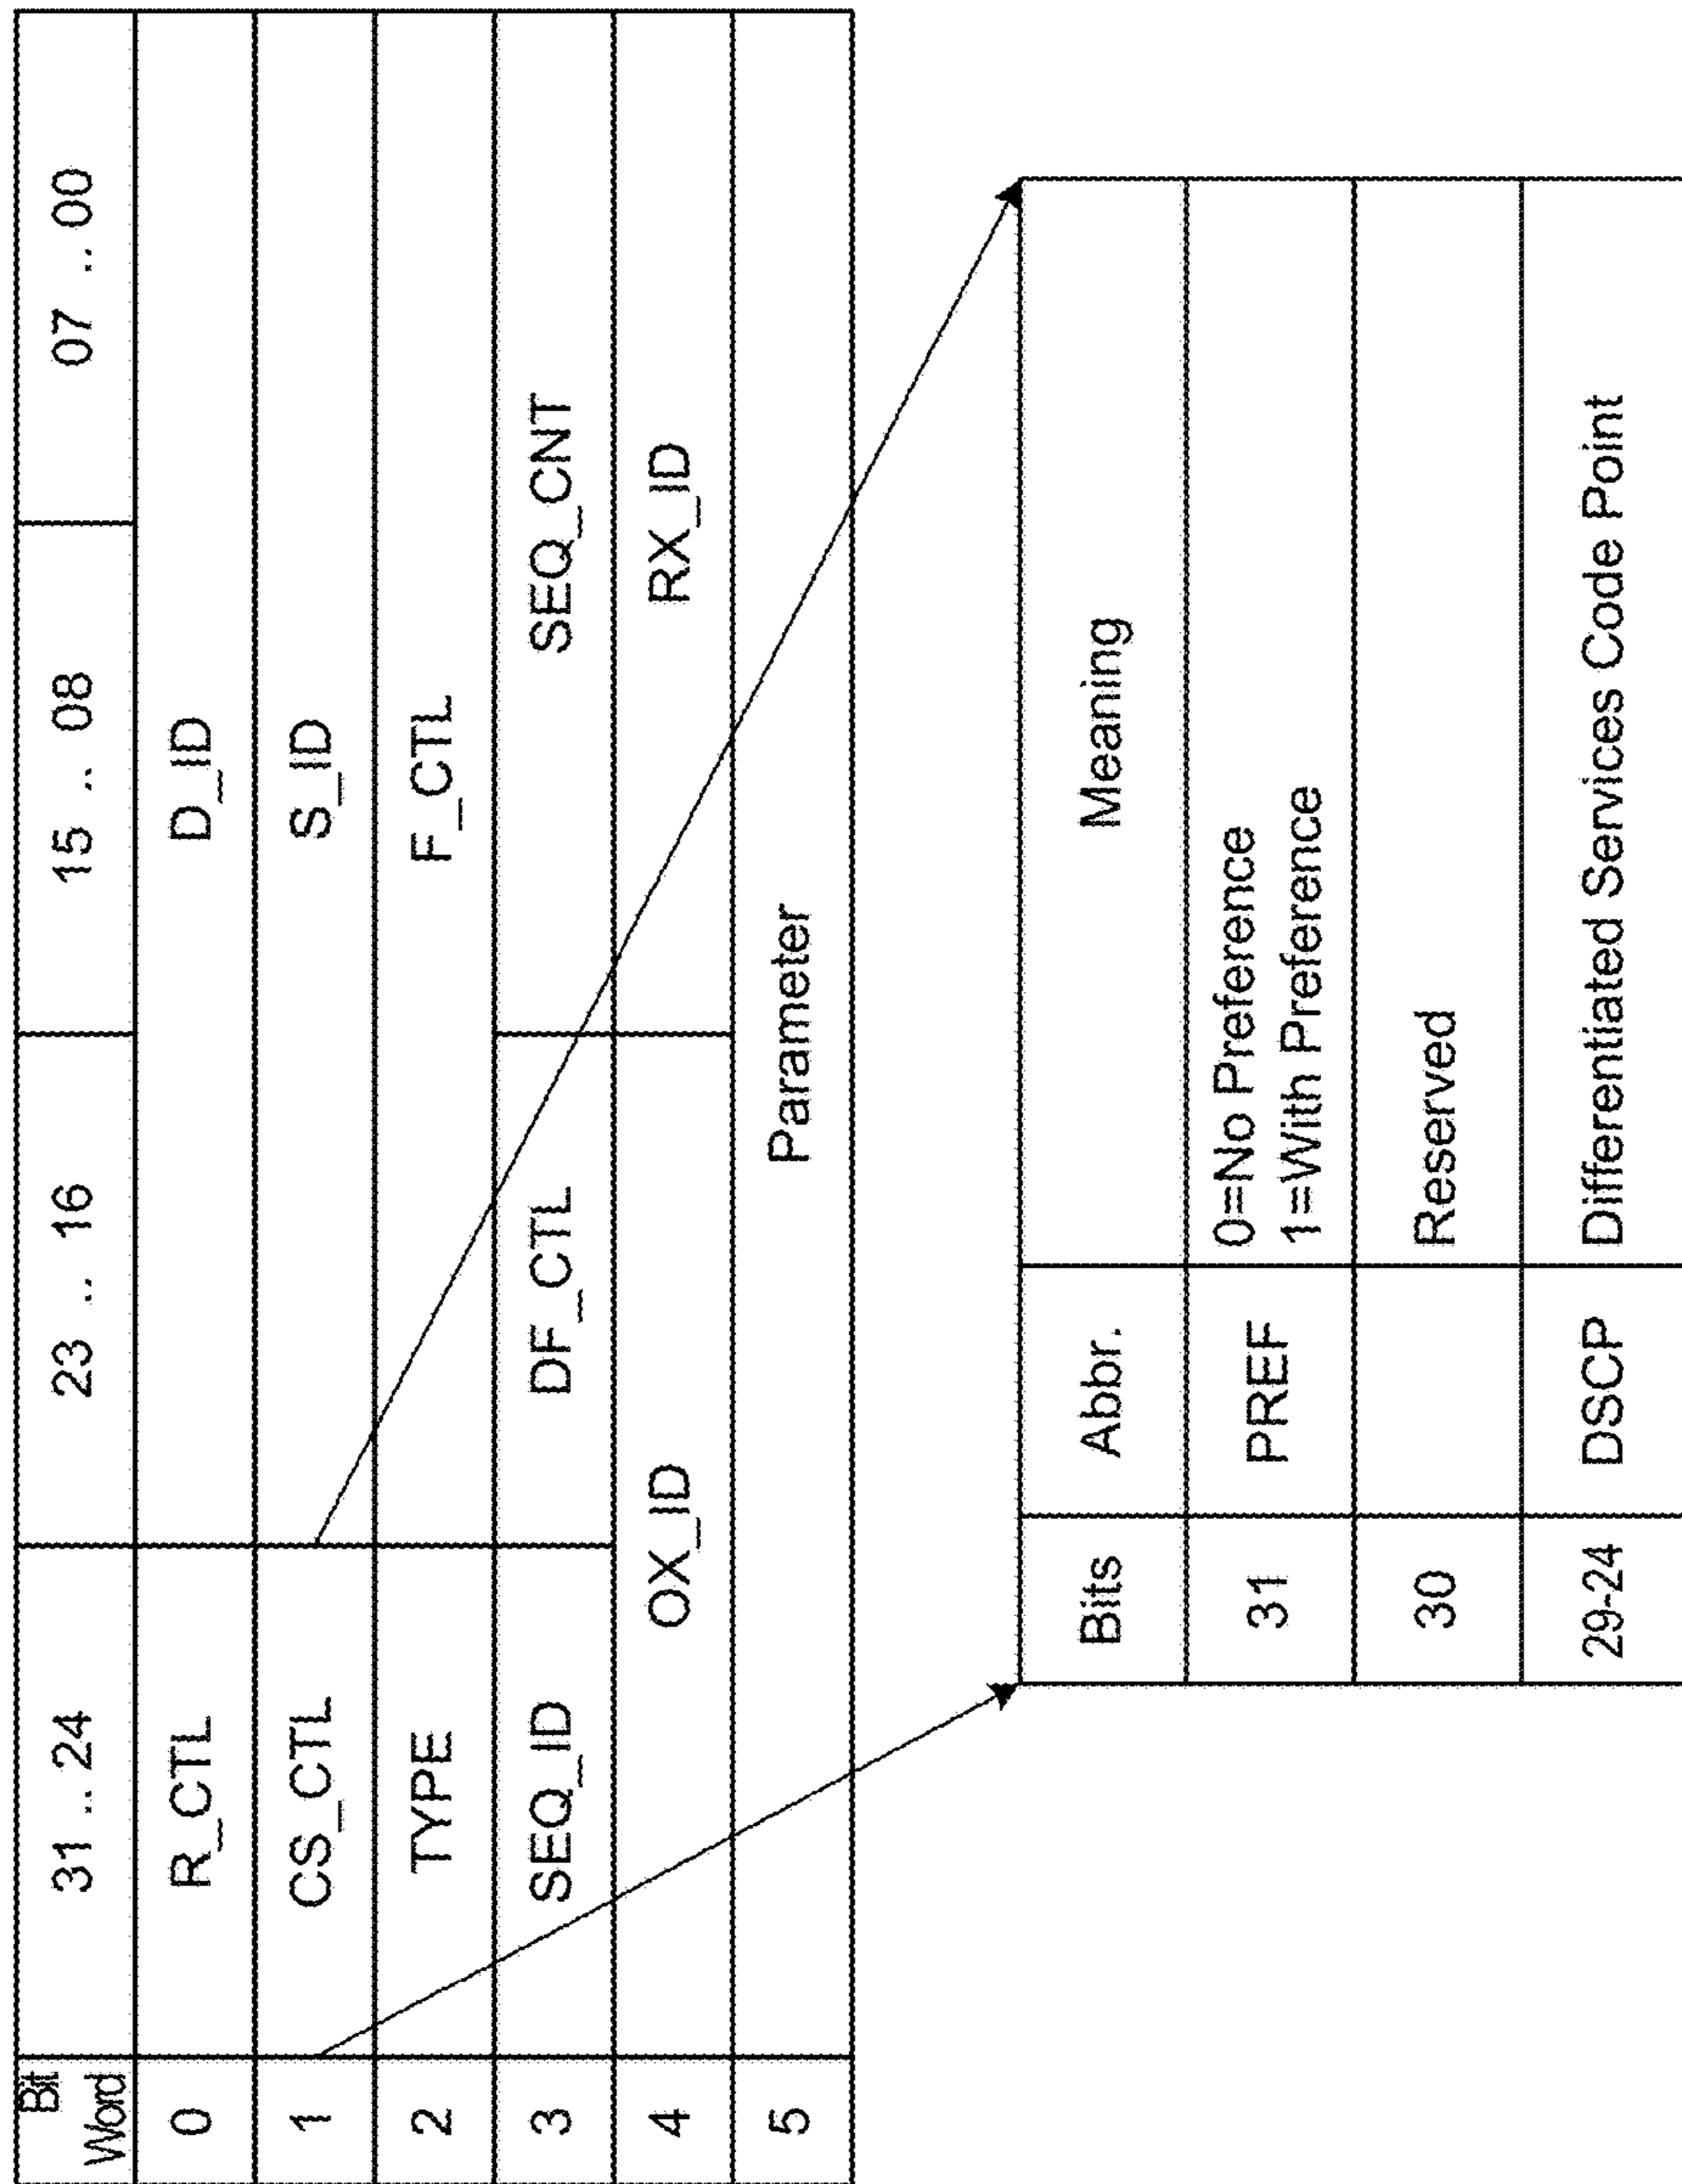 Bit
Word
31 .. 24
23 .. 16
15 .. 08
07 .. 00
0
R_CTL
D_ID
1
CS_CTL
S_ID
2
TYPE
F_CTL
3
SEQ_ID
DF_CTL
SEQ_CNT
4
OX_ID
RX_ID
5
Parameter
Bits
Abbr.
Meaning
31
PREF
0=No Preference
1=With Preference
30
Reserved
29-24
DSCP
Differentiated Services Code Point